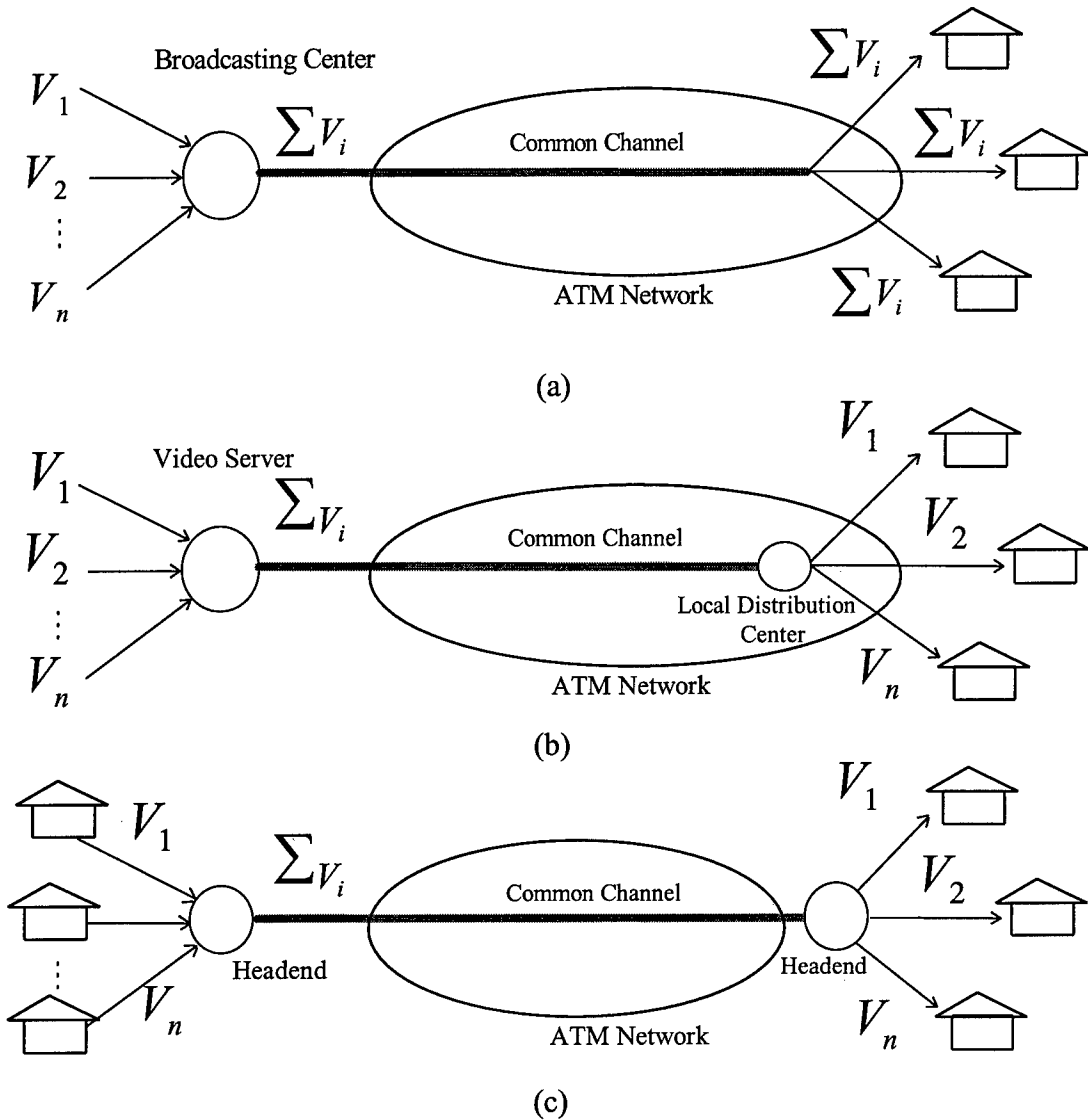 Broadcasting Center
V1
V2
⋮
Vn
∑Vi
Common Channel
ATM Network
∑Vi
∑Vi
∑Vi
(a)
Video Server
V1
V2
⋮
Vn
∑Vi
Common Channel
Local Distribution
Center
ATM Network
V1
V2
Vn
(b)
V1
⋮
Vn
Headend
∑Vi
Common Channel
ATM Network
Headend
V1
V2
Vn
(c)